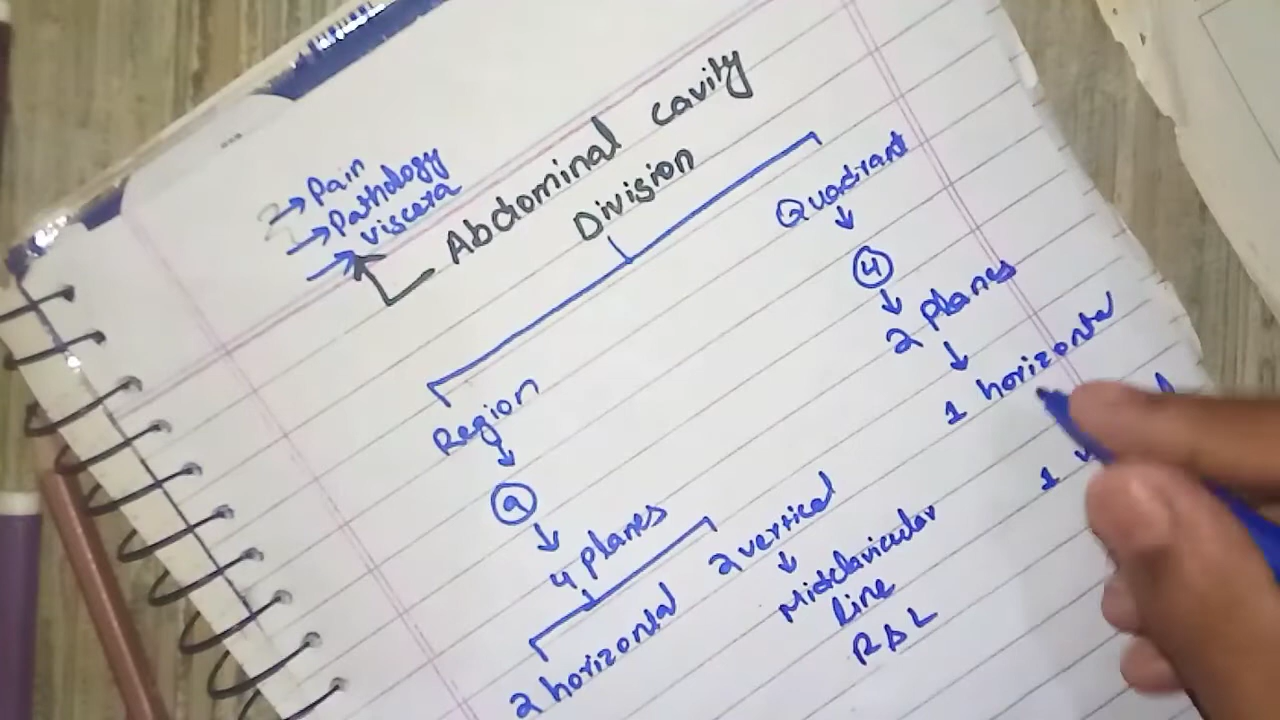 Abdominal cavity
Division
→ Pain
→ Pathology
→ viscera
Region
↓
9
↓
4 planes
2 horizontal
2 vertical
↓
Midclavicular
line
R & L
Quadrant
↓
4
↓
2 planes
↓
1 horizontal
1